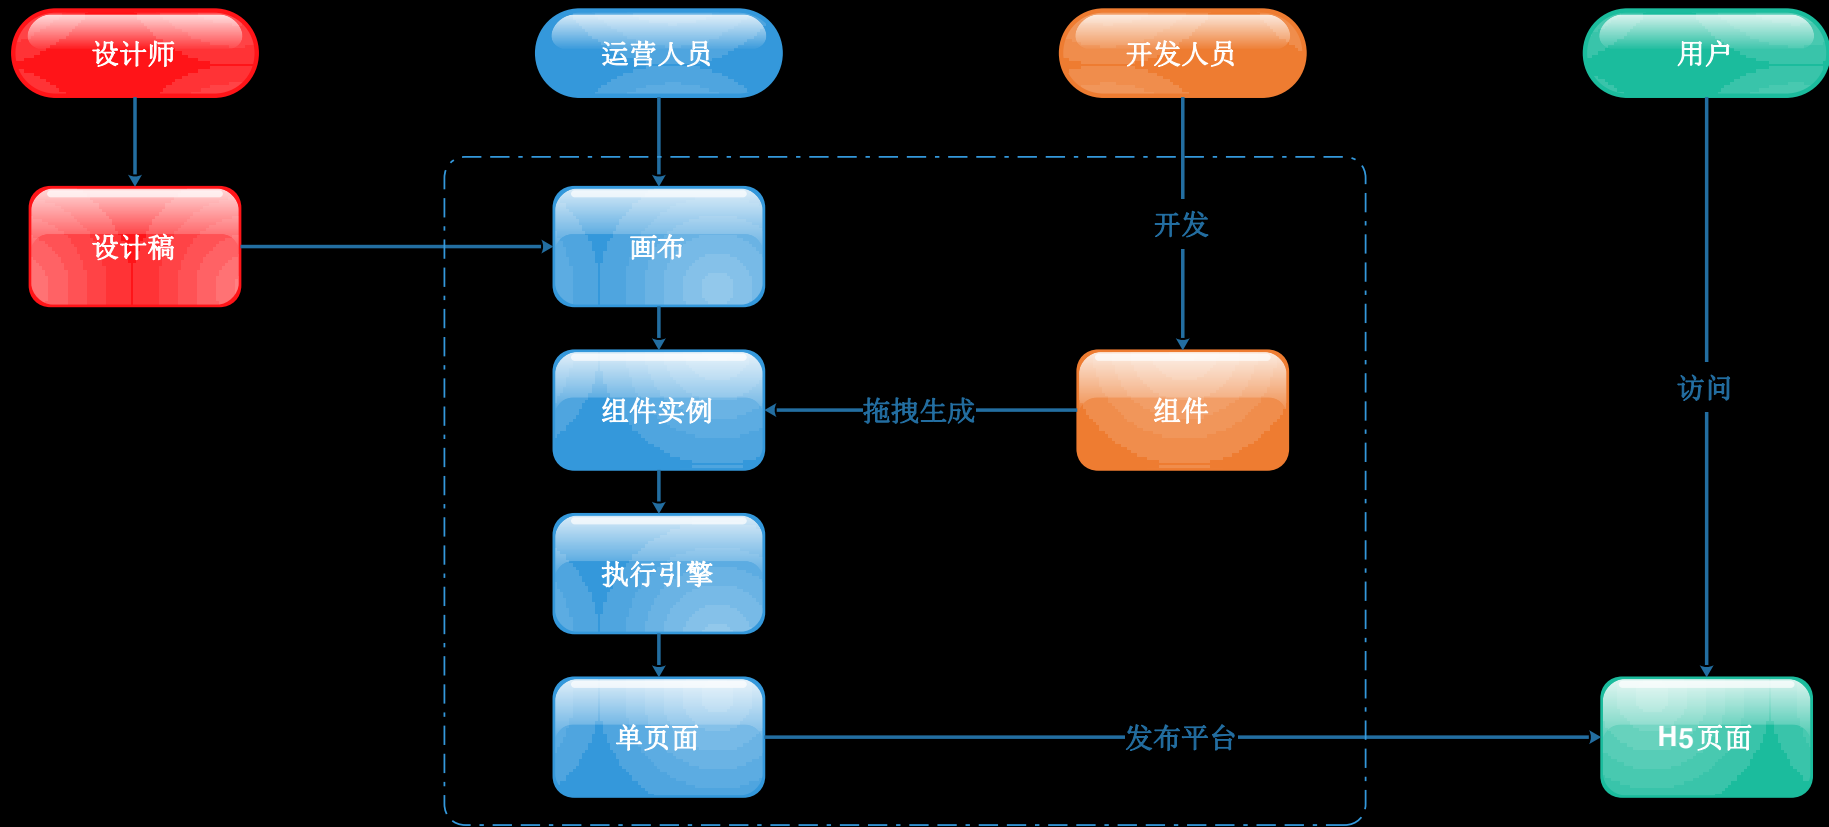 设计师
运营人员
开发人员
用户
开发
设计稿
画布
访问
组件实例
拖拽生成
组件
执行引擎
单页面
发布平台
H5页面